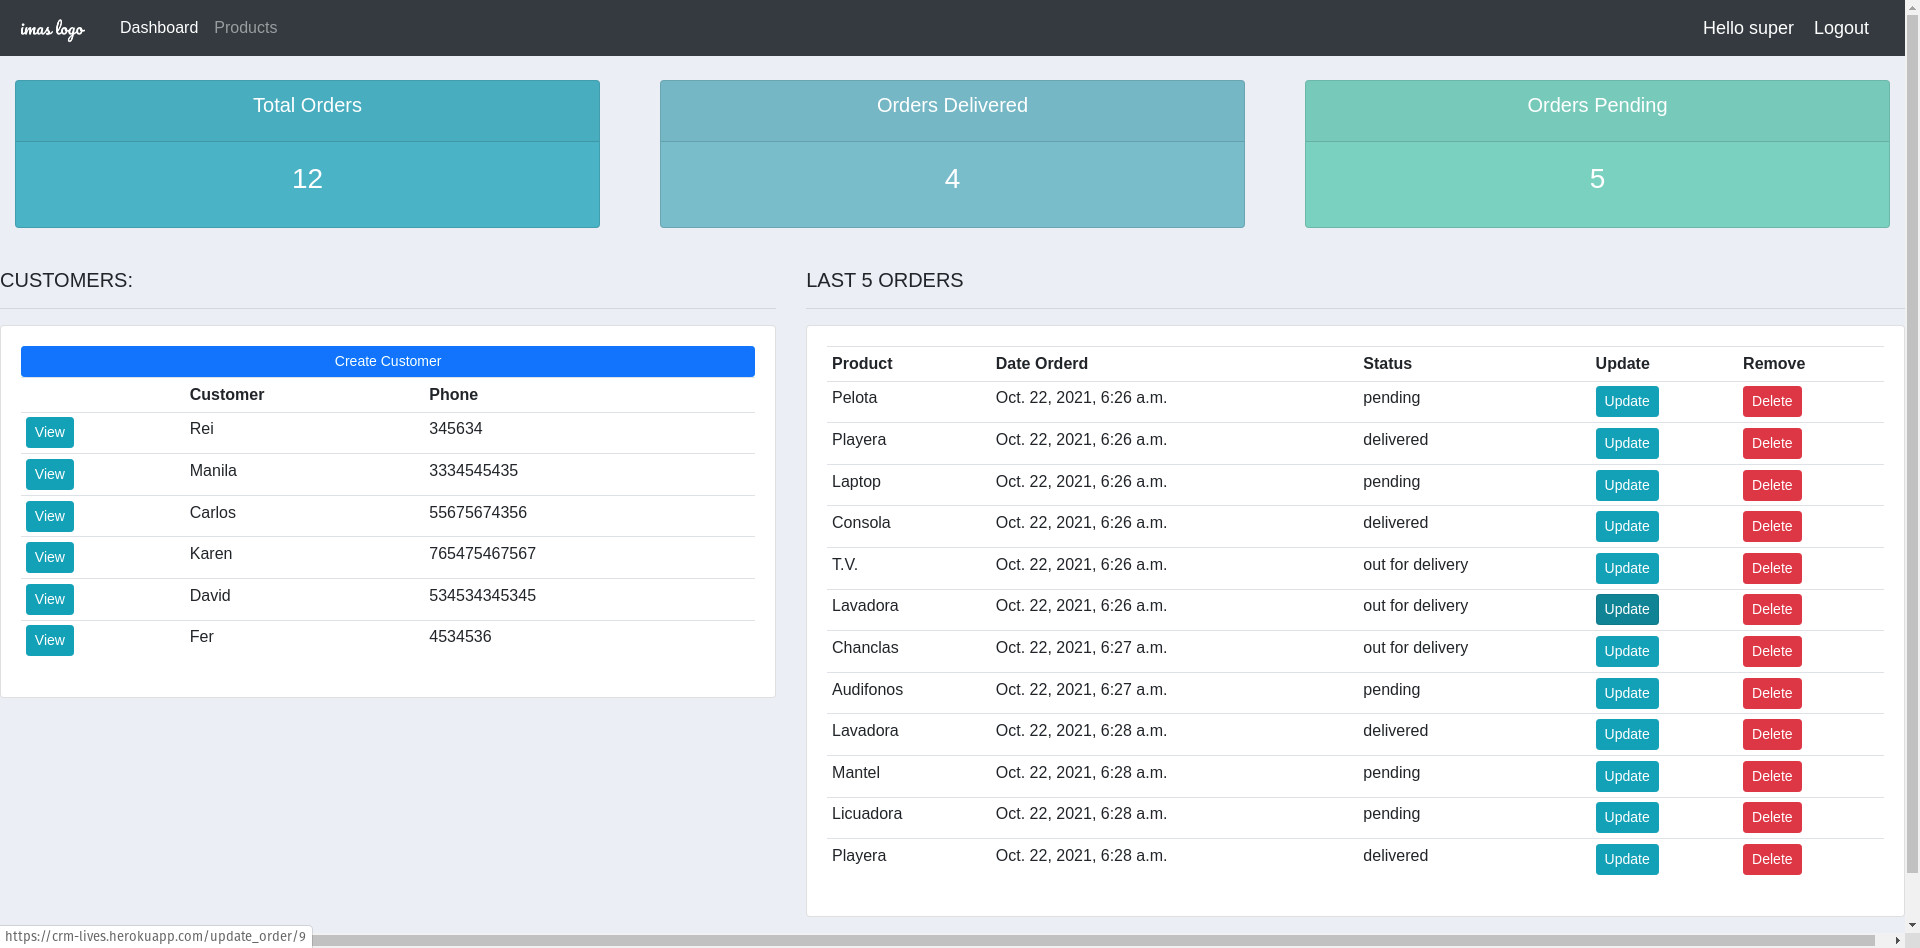 imas logo Dashboard Products Hello super Logout
Total Orders
12
Orders Delivered
4
Orders Pending
5
CUSTOMERS:
Create Customer
Customer Phone
View Rei 345634
View Manila 3334545435
View Carlos 55675674356
View Karen 765475467567
View David 534534345345
View Fer 4534536
LAST 5 ORDERS
Product Date Orderd Status Update Remove
Pelota Oct. 22, 2021, 6:26 a.m. pending Update Delete
Playera Oct. 22, 2021, 6:26 a.m. delivered Update Delete
Laptop Oct. 22, 2021, 6:26 a.m. pending Update Delete
Consola Oct. 22, 2021, 6:26 a.m. delivered Update Delete
T.V. Oct. 22, 2021, 6:26 a.m. out for delivery Update Delete
Lavadora Oct. 22, 2021, 6:26 a.m. out for delivery Update Delete
Chanclas Oct. 22, 2021, 6:27 a.m. out for delivery Update Delete
Audifonos Oct. 22, 2021, 6:27 a.m. pending Update Delete
Lavadora Oct. 22, 2021, 6:28 a.m. delivered Update Delete
Mantel Oct. 22, 2021, 6:28 a.m. pending Update Delete
Licuadora Oct. 22, 2021, 6:28 a.m. pending Update Delete
Playera Oct. 22, 2021, 6:28 a.m. delivered Update Delete
https://crm-lives.herokuapp.com/update_order/9